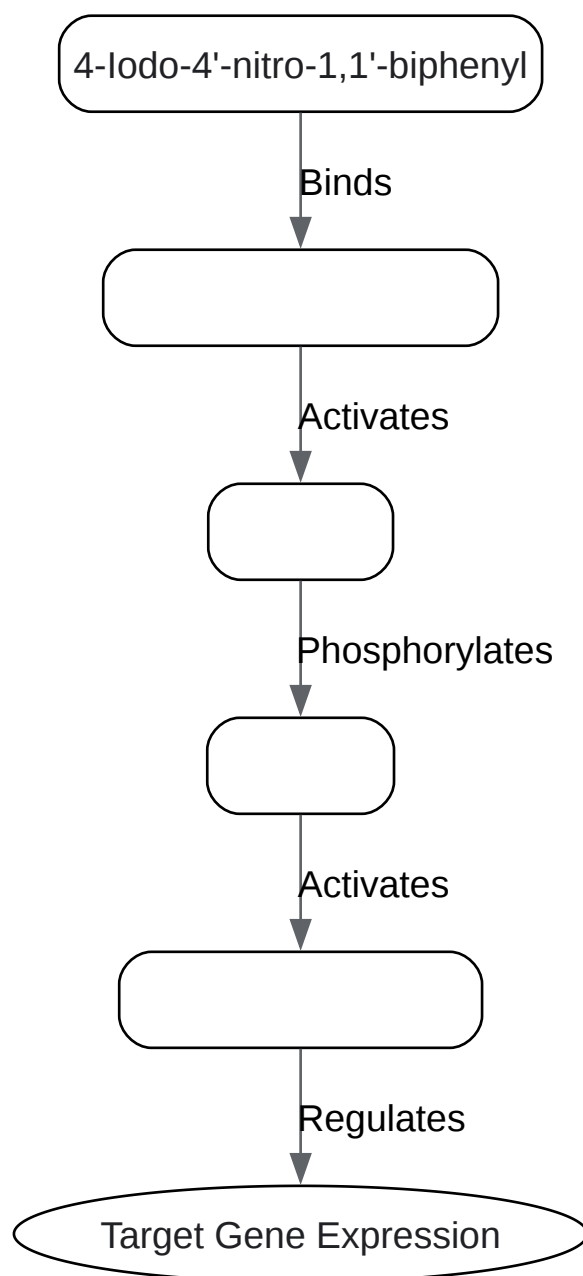 4-Iodo-4'-nitro-1,1'-biphenyl
Binds
Activates
Phosphorylates
Activates
Regulates
Target Gene Expression